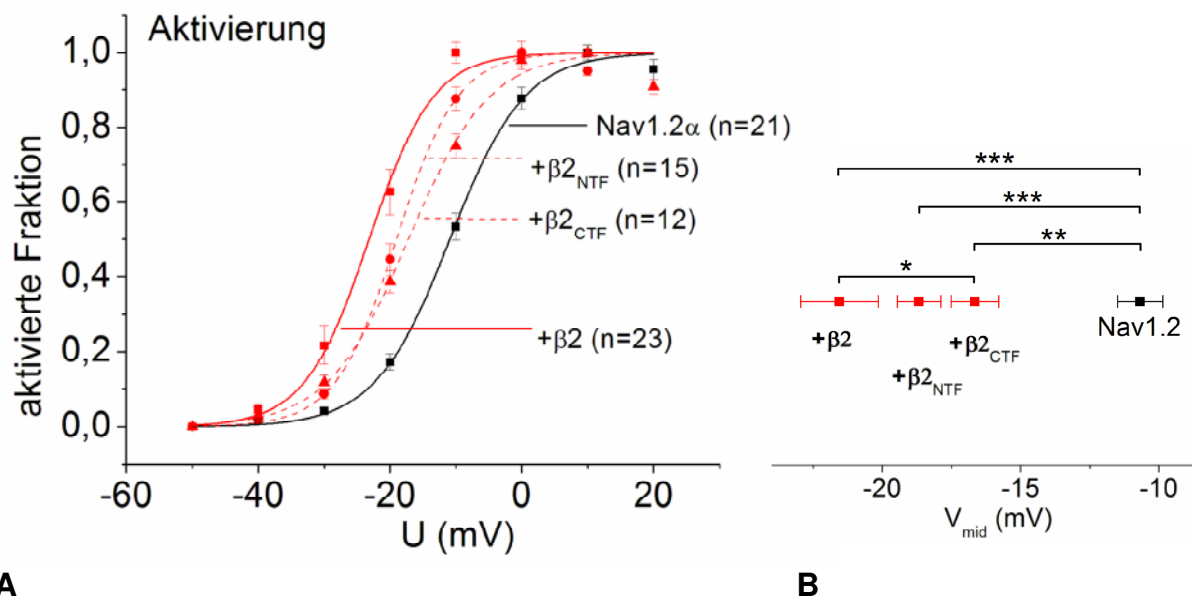 Aktivierung
aktivierte Fraktion
1,0
0,8
0,6
0,4
0,2
0,0
Nav1.2α (n=21)
+β2NTF (n=15)
+β2CTF (n=12)
+β2 (n=23)
-60 -40 -20 0 20
U (mV)
A
***
***
**
*
+β2
+β2NTF
+β2CTF
Nav1.2
-20 -15 -10
Vmid (mV)
B